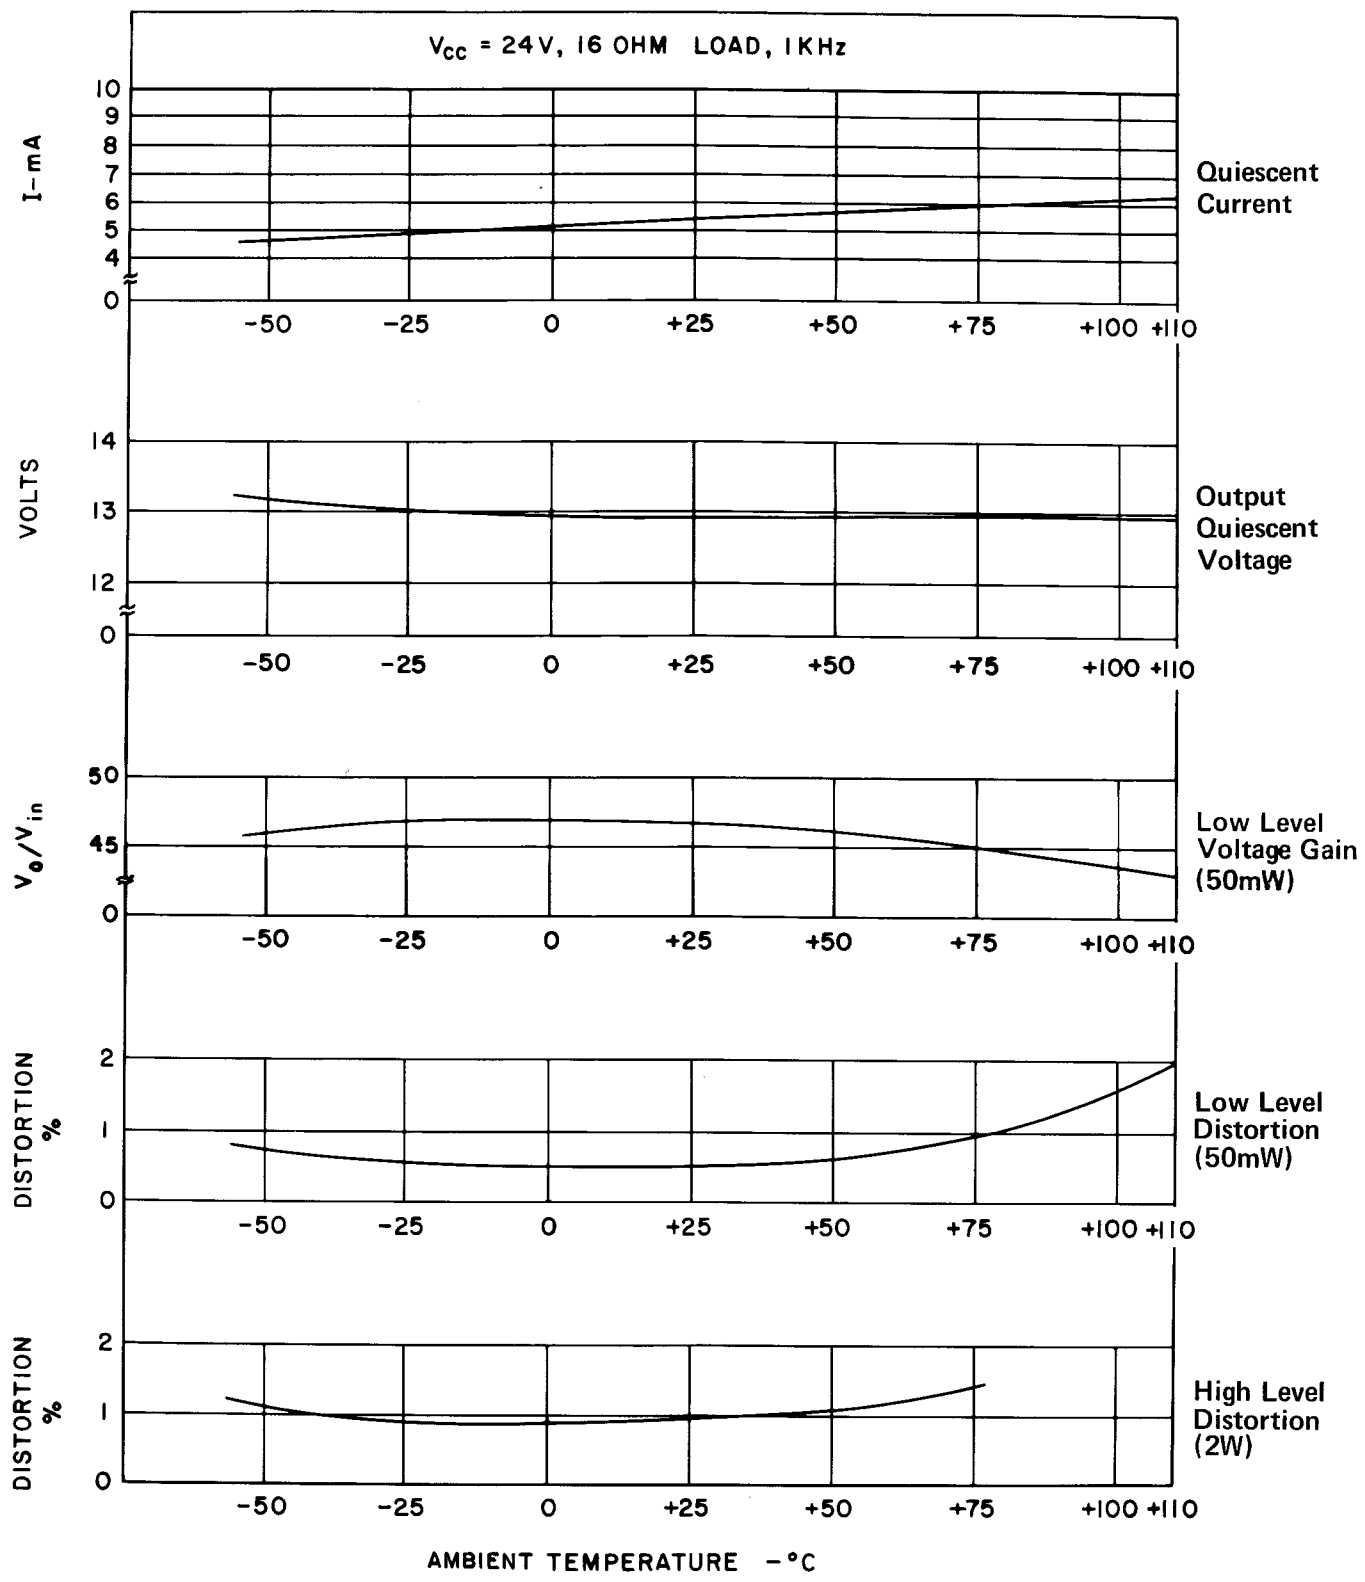 V_CC = 24V, 16 OHM LOAD, 1KHz
I-mA
10
9
8
7
6
5
4
0
-50 -25 0 +25 +50 +75 +100 +110
Quiescent
Current
VOLTS
14
13
12
0
-50 -25 0 +25 +50 +75 +100 +110
Output
Quiescent
Voltage
V_o/V_in
50
45
0
-50 -25 0 +25 +50 +75 +100 +110
Low Level
Voltage Gain
(50mW)
DISTORTION
%
2
1
0
-50 -25 0 +25 +50 +75 +100 +110
Low Level
Distortion
(50mW)
DISTORTION
%
2
1
0
-50 -25 0 +25 +50 +75 +100 +110
High Level
Distortion
(2W)
AMBIENT TEMPERATURE -°C